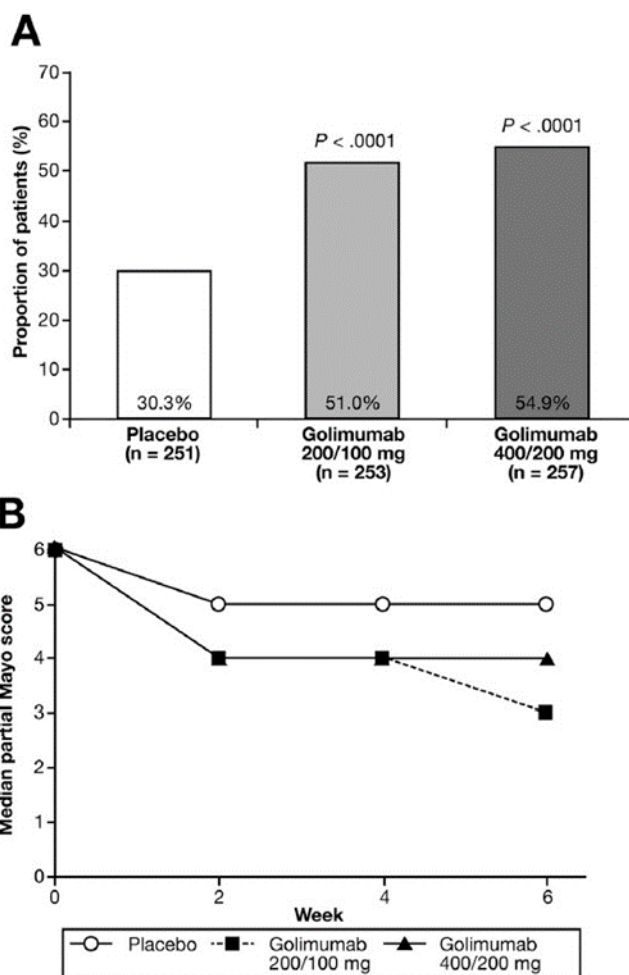 A
Proportion of patients (%)
70
60
50
40
30
20
10
0
P < .0001
P < .0001
30.3%
51.0%
54.9%
Placebo
(n = 251)
Golimumab
200/100 mg
(n = 253)
Golimumab
400/200 mg
(n = 257)
B
Median partial Mayo score
6
5
4
3
2
1
0
0
2
4
6
Week
Placebo
Golimumab
200/100 mg
Golimumab
400/200 mg